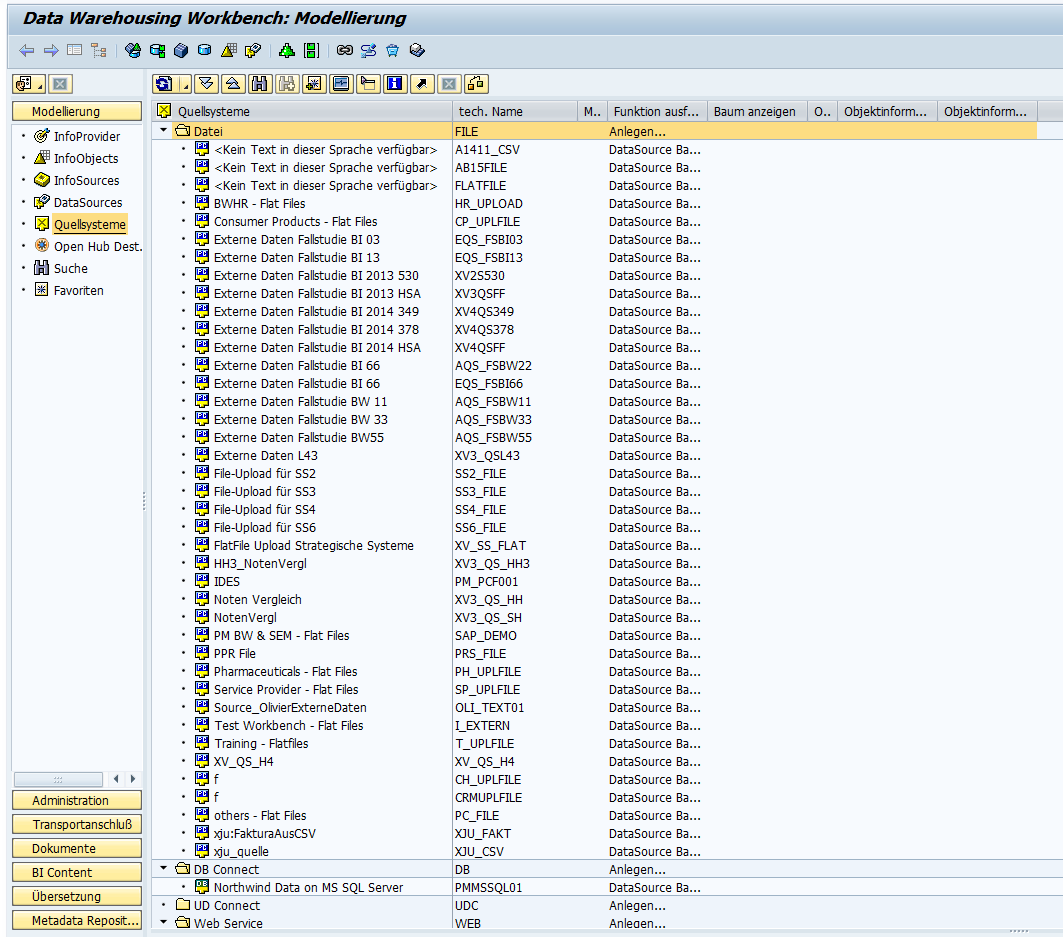 Data Warehousing Workbench: Modellierung
Modellierung
InfoProvider
InfoObjects
InfoSources
DataSources
Quellsysteme
Open Hub Dest.
Suche
Favoriten
Administration
Transportanschluß
Dokumente
BI Content
Übersetzung
Metadata Reposit...
Quellsysteme tech. Name M.. Funktion ausf... Baum anzeigen O.. Objektinform... Objektinform...
Datei FILE Anlegen...
<Kein Text in dieser Sprache verfügbar> A1411_CSV DataSource Ba...
<Kein Text in dieser Sprache verfügbar> AB15FILE DataSource Ba...
<Kein Text in dieser Sprache verfügbar> FLATFILE DataSource Ba...
BWHR - Flat Files HR_UPLOAD DataSource Ba...
Consumer Products - Flat Files CP_UPLFILE DataSource Ba...
Externe Daten Fallstudie BI 03 EQS_FSBI03 DataSource Ba...
Externe Daten Fallstudie BI 13 EQS_FSBI13 DataSource Ba...
Externe Daten Fallstudie BI 2013 530 XV2S530 DataSource Ba...
Externe Daten Fallstudie BI 2013 HSA XV3QSFF DataSource Ba...
Externe Daten Fallstudie BI 2014 349 XV4QS349 DataSource Ba...
Externe Daten Fallstudie BI 2014 378 XV4QS378 DataSource Ba...
Externe Daten Fallstudie BI 2014 HSA XV4QSFF DataSource Ba...
Externe Daten Fallstudie BI 66 AQS_FSBW22 DataSource Ba...
Externe Daten Fallstudie BI 66 EQS_FSBI66 DataSource Ba...
Externe Daten Fallstudie BW 11 AQS_FSBW11 DataSource Ba...
Externe Daten Fallstudie BW 33 AQS_FSBW33 DataSource Ba...
Externe Daten Fallstudie BW55 AQS_FSBW55 DataSource Ba...
Externe Daten L43 XV3_QSL43 DataSource Ba...
File-Upload für SS2 SS2_FILE DataSource Ba...
File-Upload für SS3 SS3_FILE DataSource Ba...
File-Upload für SS4 SS4_FILE DataSource Ba...
File-Upload für SS6 SS6_FILE DataSource Ba...
FlatFile Upload Strategische Systeme XV_SS_FLAT DataSource Ba...
HH3_NotenVergl XV3_QS_HH3 DataSource Ba...
IDES PM_PCF001 DataSource Ba...
Noten Vergleich XV3_QS_HH DataSource Ba...
NotenVergl XV3_QS_SH DataSource Ba...
PM BW & SEM - Flat Files SAP_DEMO DataSource Ba...
PPR File PRS_FILE DataSource Ba...
Pharmaceuticals - Flat Files PH_UPLFILE DataSource Ba...
Service Provider - Flat Files SP_UPLFILE DataSource Ba...
Source_OlivierExterneDaten OLI_TEXT01 DataSource Ba...
Test Workbench - Flat Files I_EXTERN DataSource Ba...
Training - Flatfiles T_UPLFILE DataSource Ba...
XV_QS_H4 XV_QS_H4 DataSource Ba...
f CH_UPLFILE DataSource Ba...
f CRMUPLFILE DataSource Ba...
others - Flat Files PC_FILE DataSource Ba...
xju:FakturaAusCSV XJU_FAKT DataSource Ba...
xju_quelle XJU_CSV DataSource Ba...
DB Connect DB Anlegen...
Northwind Data on MS SQL Server PMMSSQL01 DataSource Ba...
UD Connect UDC Anlegen...
Web Service WEB Anlegen...